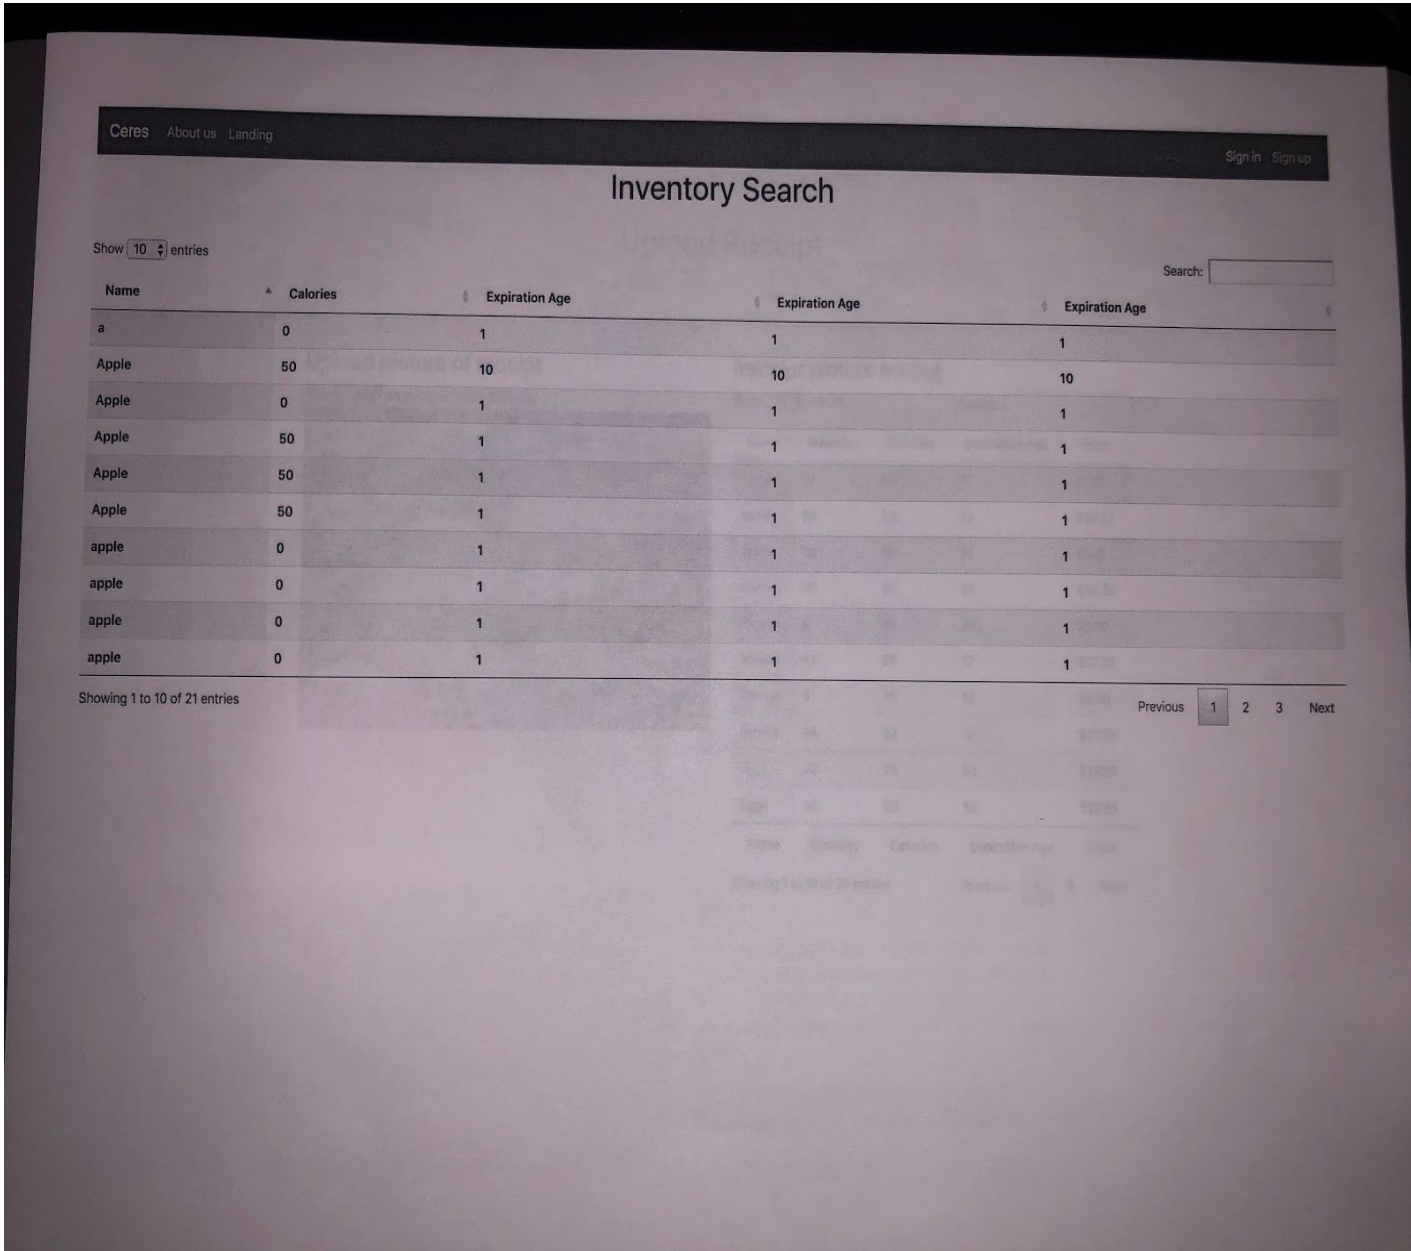 Ceres About us Landing Sign in Sign up
Inventory Search
Show 10 entries
Search:
Name Calories Expiration Age Expiration Age Expiration Age
a 0 1 1 1
Apple 50 10 10 10
Apple 0 1 1 1
Apple 50 1 1 1
Apple 50 1 1 1
Apple 50 1 1 1
apple 0 1 1 1
apple 0 1 1 1
apple 0 1 1 1
apple 0 1 1 1
Showing 1 to 10 of 21 entries
Previous 1 2 3 Next